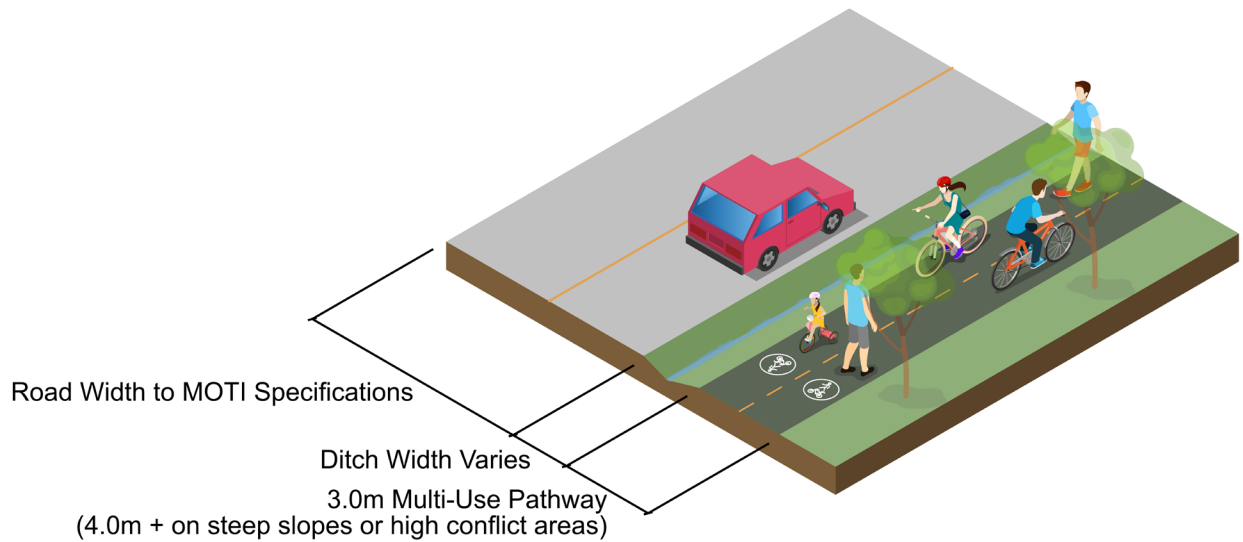 Road Width to MOTI Specifications
Ditch Width Varies
3.0m Multi-Use Pathway
(4.0m + on steep slopes or high conflict areas)